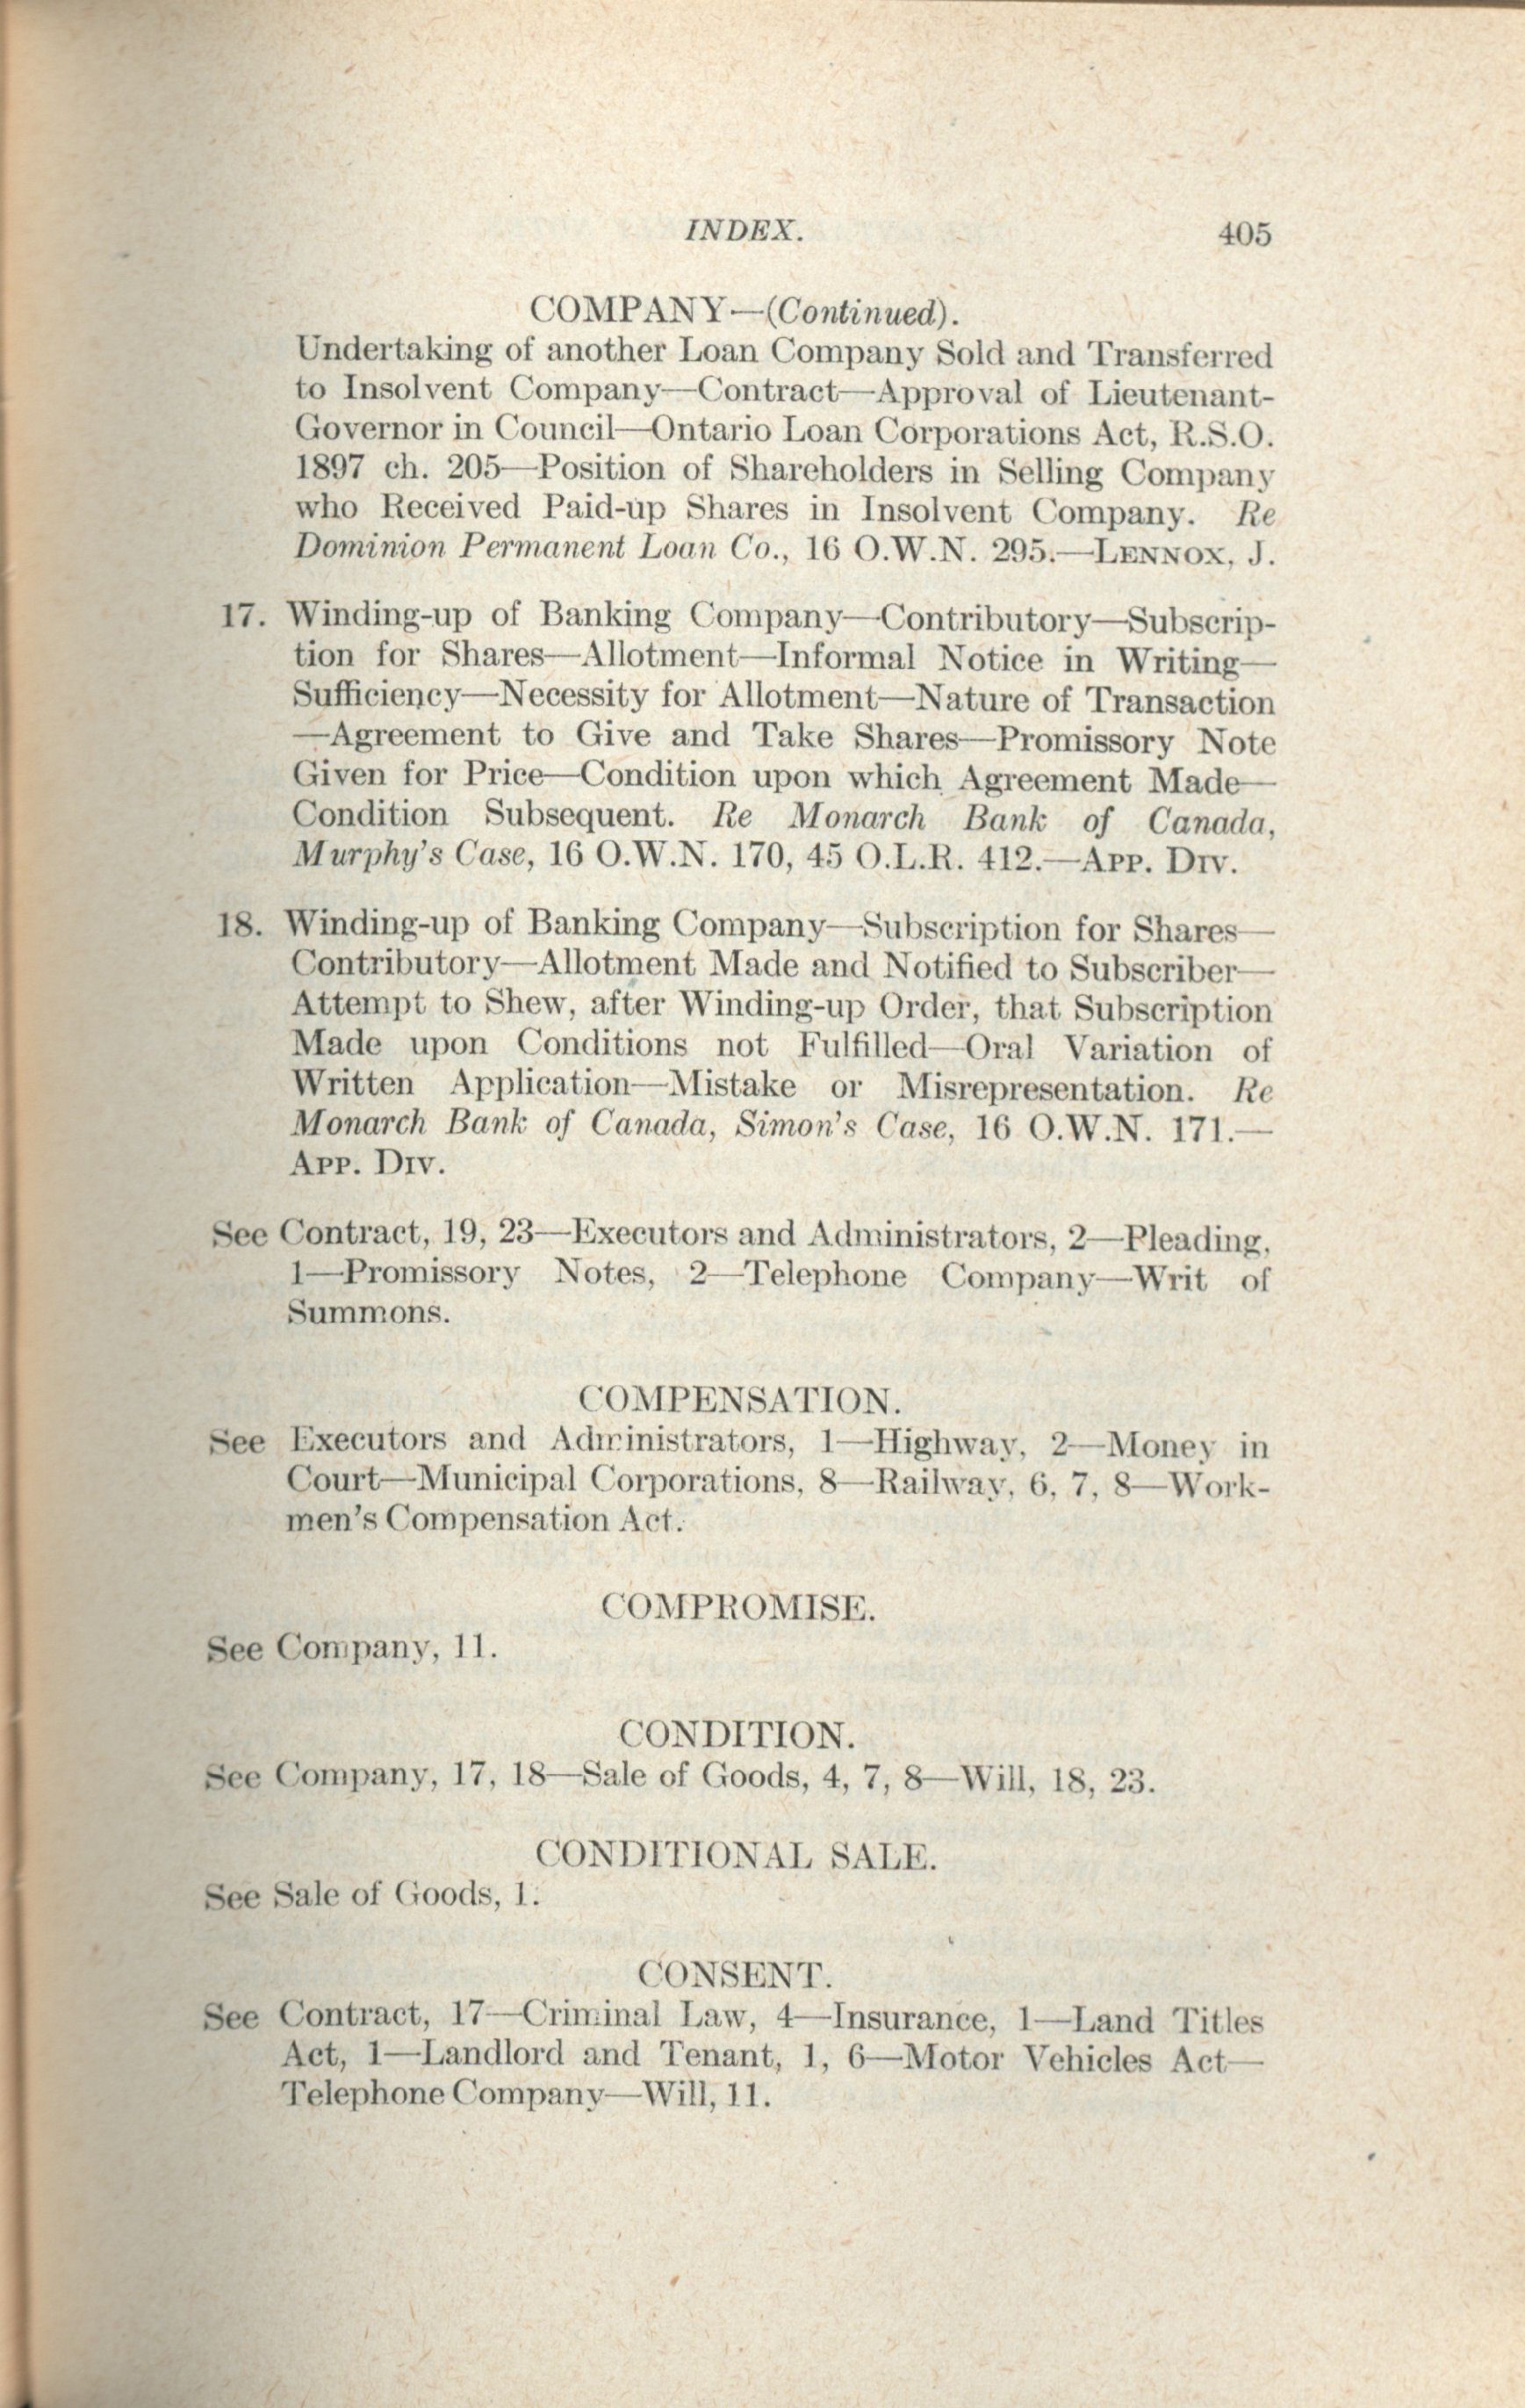 INDEX. 405
COMPANY—(Continued).
Undertaking of another Loan Company Sold and Transferred
to Insolvent Company—Contract—Approval of Lieutenant-
Governor in Council—Ontario Loan Corporations Act, R.S.O.
1897 ch. 205—Position of Shareholders in Selling Company
who Received Paid-up Shares in Insolvent Company. Re
Dominion Permanent Loan Co., 16 O.W.N. 295.—LENNOX, J.
17. Winding-up of Banking Company—Contributory—Subscrip-
tion for Shares—Allotment—Informal Notice in Writing—
Sufficiency—Necessity for Allotment—Nature of Transaction
—Agreement to Give and Take Shares—Promissory Note
Given for Price—Condition upon which Agreement Made—
Condition Subsequent. Re Monarch Bank of Canada,
Murphy's Case, 16 O.W.N. 170, 45 O.L.R. 412.—APP. DIV.
18. Winding-up of Banking Company—Subscription for Shares—
Contributory—Allotment Made and Notified to Subscriber—
Attempt to Shew, after Winding-up Order, that Subscription
Made upon Conditions not Fulfilled—Oral Variation of
Written Application—Mistake or Misrepresentation. Re
Monarch Bank of Canada, Simon's Case, 16 O.W.N. 171.—
APP. DIV.
See Contract, 19, 23—Executors and Administrators, 2—Pleading,
1—Promissory Notes, 2—Telephone Company—Writ of
Summons.
COMPENSATION.
See Executors and Administrators, 1—Highway, 2—Money in
Court—Municipal Corporations, 8—Railway, 6, 7, 8—Work-
men's Compensation Act.
COMPROMISE.
See Company, 11.
CONDITION.
See Company, 17, 18—Sale of Goods, 4, 7, 8—Will, 18, 23.
CONDITIONAL SALE.
See Sale of Goods, 1.
CONSENT.
See Contract, 17—Criminal Law, 4—Insurance, 1—Land Titles
Act, 1—Landlord and Tenant, 1, 6—Motor Vehicles Act—
Telephone Company—Will, 11.